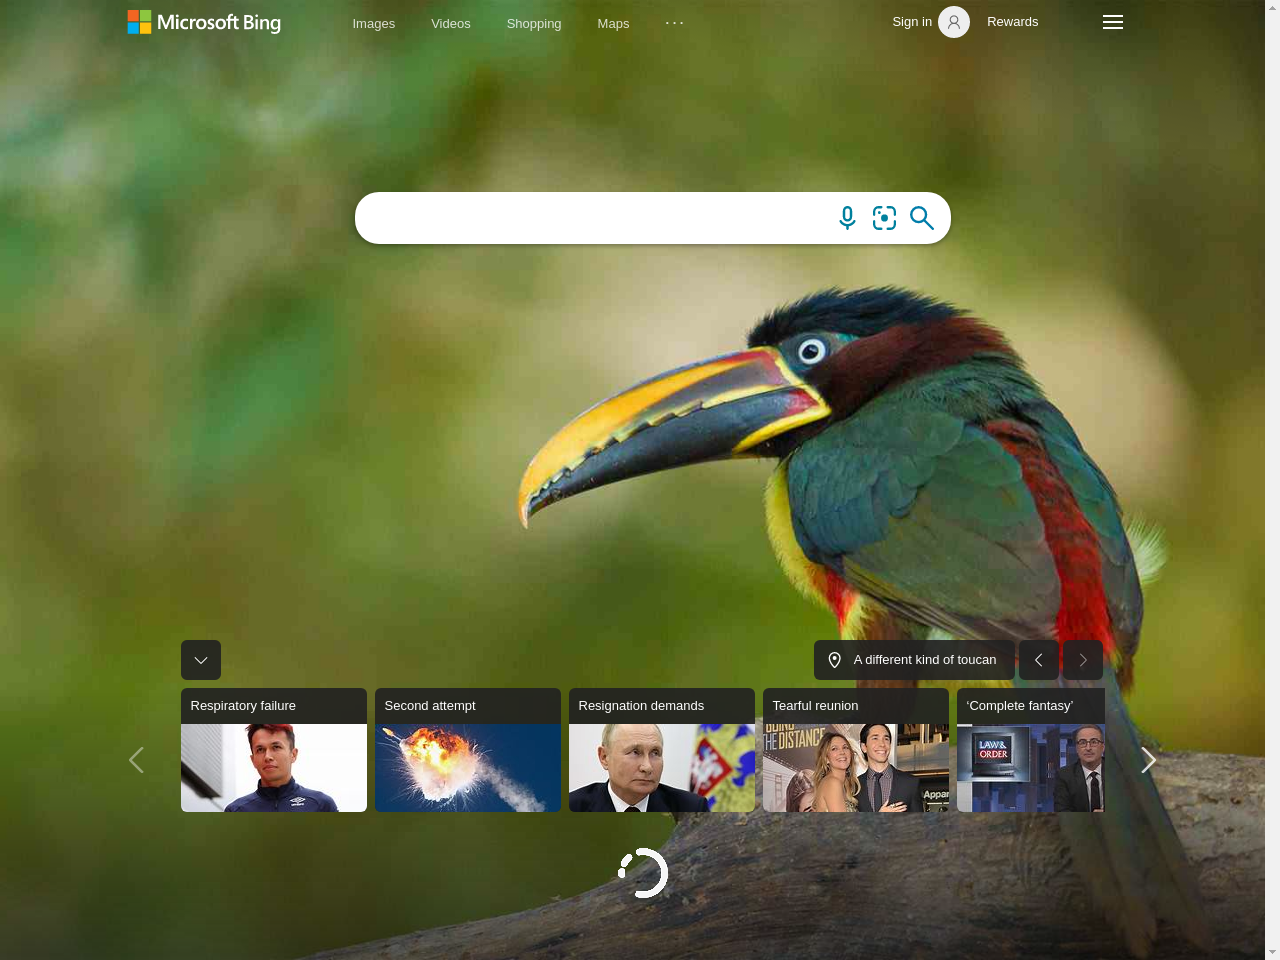 Microsoft Bing
Images
Videos
Shopping
Maps
Sign in
Rewards
A different kind of toucan
Respiratory failure
Second attempt
Resignation demands
Tearful reunion
‘Complete fantasy’
GOING
THE DISTANCE
Appar
LAW &
ORDER